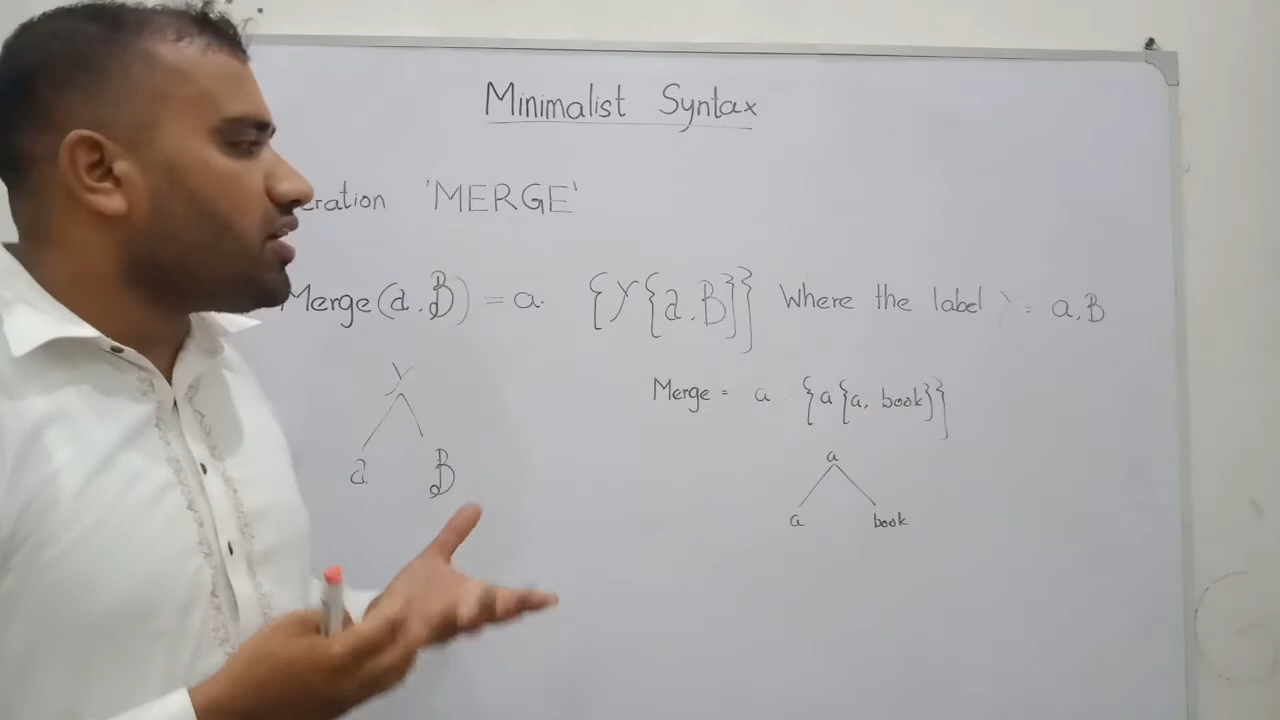 Minimalist Syntax
eration 'MERGE'
Merge(a.B) = a. {Y{a.B}} Where the label Y = a,B
Y
a B
Merge = a {a{a, book}}
a
a book